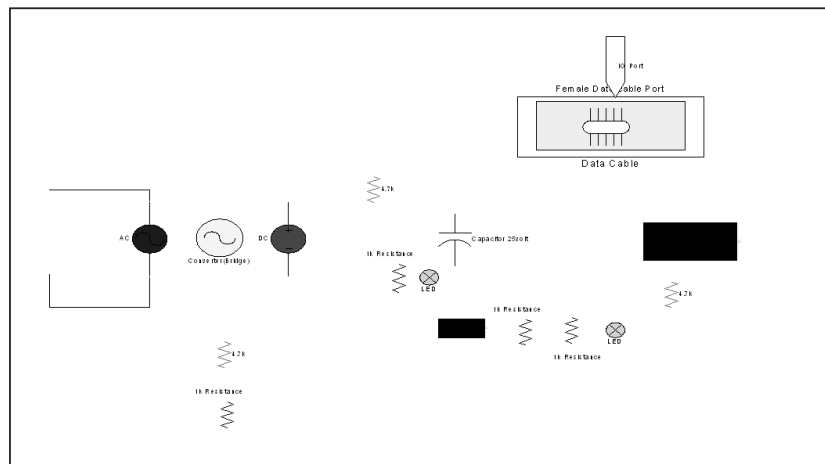 IO Port
Female Data Cable Port
Data Cable
4.7k
AC
DC
Converter(Bridge)
Capacitor 25volt
1k Resistance
LED
4.7k
1k Resistance
LED
1k Resistance
4.7k
1k Resistance